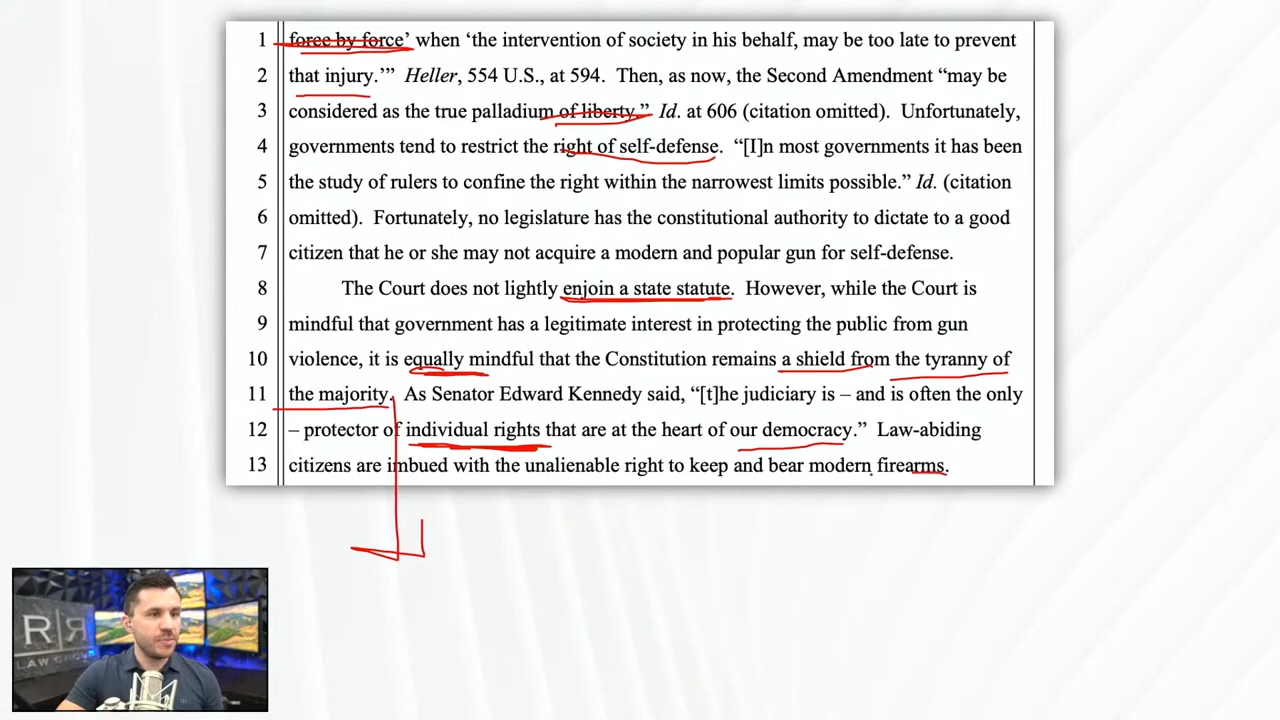 1 force by force’ when ‘the intervention of society in his behalf, may be too late to prevent
2 that injury.’” Heller, 554 U.S., at 594. Then, as now, the Second Amendment “may be
3 considered as the true palladium of liberty.” Id. at 606 (citation omitted). Unfortunately,
4 governments tend to restrict the right of self-defense. “[I]n most governments it has been
5 the study of rulers to confine the right within the narrowest limits possible.” Id. (citation
6 omitted). Fortunately, no legislature has the constitutional authority to dictate to a good
7 citizen that he or she may not acquire a modern and popular gun for self-defense.
8 The Court does not lightly enjoin a state statute. However, while the Court is
9 mindful that government has a legitimate interest in protecting the public from gun
10 violence, it is equally mindful that the Constitution remains a shield from the tyranny of
11 the majority. As Senator Edward Kennedy said, “[t]he judiciary is – and is often the only
12 – protector of individual rights that are at the heart of our democracy.” Law-abiding
13 citizens are imbued with the unalienable right to keep and bear modern firearms.
R R
LAW GRO